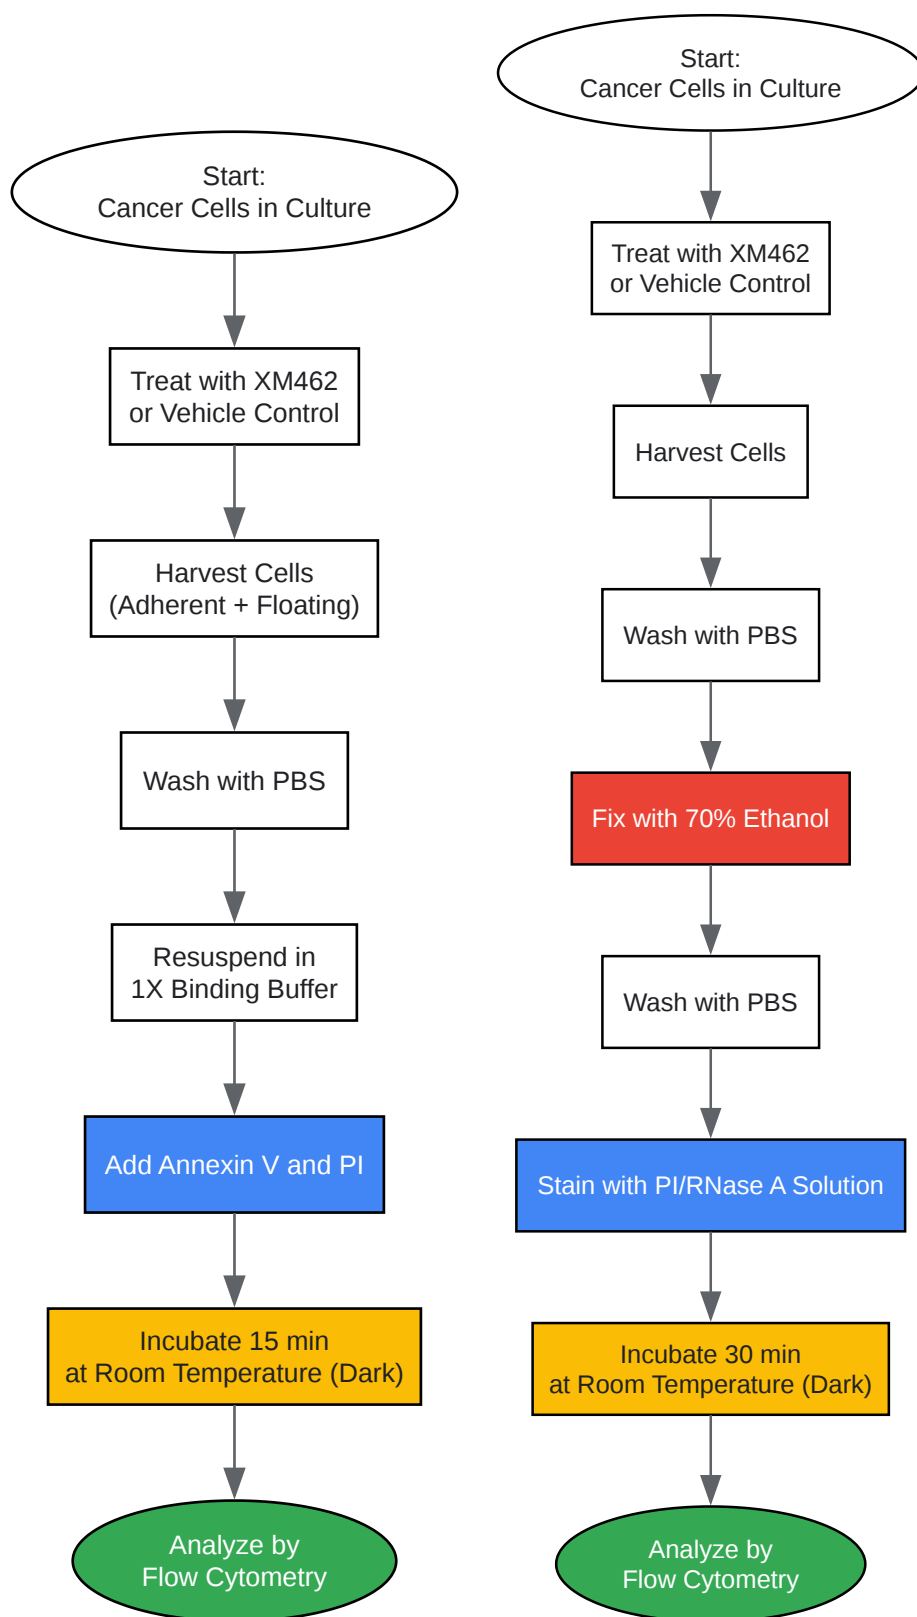 Start:
Cancer Cells in Culture
Treat with XM462
or Vehicle Control
Harvest Cells
(Adherent + Floating)
Wash with PBS
Resuspend in
1X Binding Buffer
Add Annexin V and PI
Incubate 15 min
at Room Temperature (Dark)
Analyze by
Flow Cytometry
Start:
Cancer Cells in Culture
Treat with XM462
or Vehicle Control
Harvest Cells
Wash with PBS
Fix with 70% Ethanol
Wash with PBS
Stain with PI/RNase A Solution
Incubate 30 min
at Room Temperature (Dark)
Analyze by
Flow Cytometry